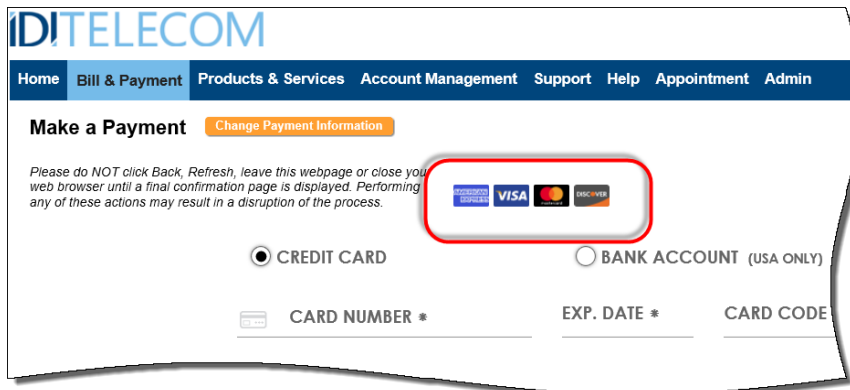 IDITELECOM
Home Bill & Payment Products & Services Account Management Support Help Appointment Admin
Make a Payment Change Payment Information
Please do NOT click Back, Refresh, leave this webpage or close you
web browser until a final confirmation page is displayed. Performing
any of these actions may result in a disruption of the process.
AMERICAN
EXPRESS
VISA
mastercard
DISCOVER
CREDIT CARD
BANK ACCOUNT (USA ONLY)
CARD NUMBER *
EXP. DATE *
CARD CODE